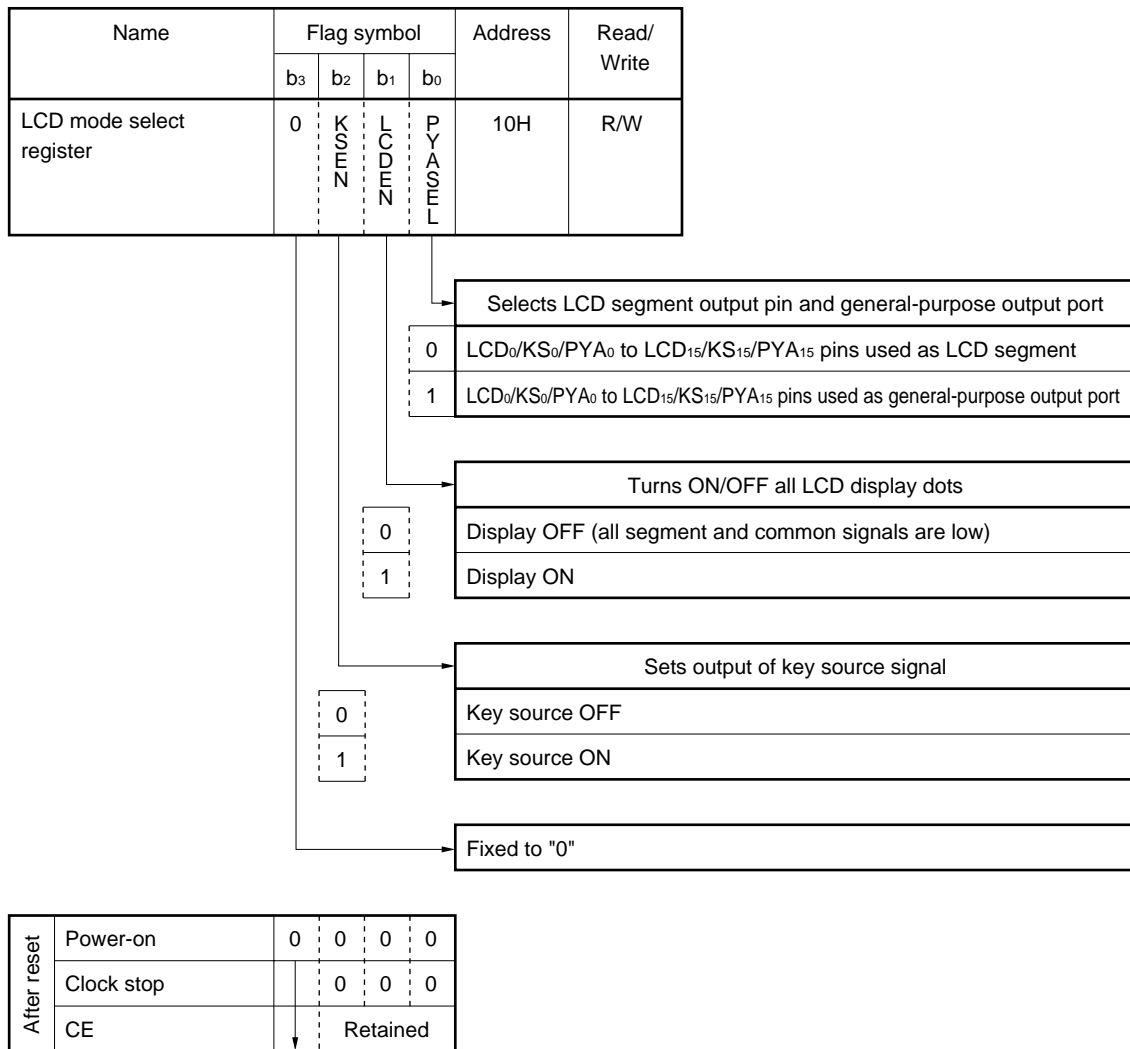 Name Flag symbol Address Read/
Write
b3 b2 b1 b0
LCD mode select
register
0 KSEN LCDEN PYASEL 10H R/W
Selects LCD segment output pin and general-purpose output port
0 LCD0/KS0/PYA0 to LCD15/KS15/PYA15 pins used as LCD segment
1 LCD0/KS0/PYA0 to LCD15/KS15/PYA15 pins used as general-purpose output port
Turns ON/OFF all LCD display dots
0 Display OFF (all segment and common signals are low)
1 Display ON
Sets output of key source signal
0 Key source OFF
1 Key source ON
Fixed to "0"
After reset
Power-on 0 0 0 0
Clock stop 0 0 0
CE Retained